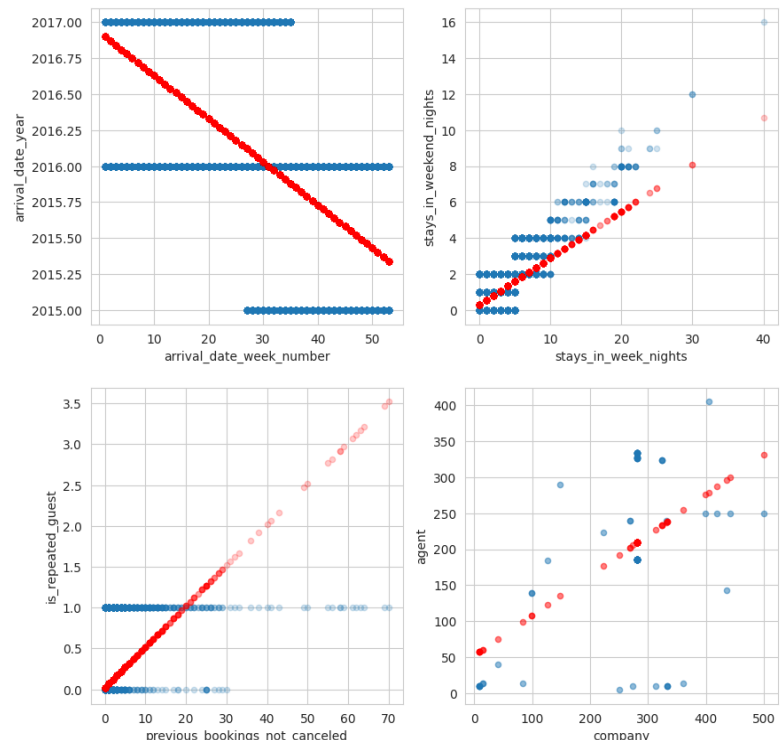 2017.00
2016.75
2016.50
2016.25
2016.00
2015.75
2015.50
2015.25
2015.00
arrival_date_year
0 10 20 30 40 50
arrival_date_week_number
16
14
12
10
8
6
4
2
0
stays_in_weekend_nights
0 10 20 30 40
stays_in_week_nights
3.5
3.0
2.5
2.0
1.5
1.0
0.5
0.0
is_repeated_guest
0 10 20 30 40 50 60 70
previous_bookings_not_canceled
400
350
300
250
200
150
100
50
0
agent
0 100 200 300 400 500
company